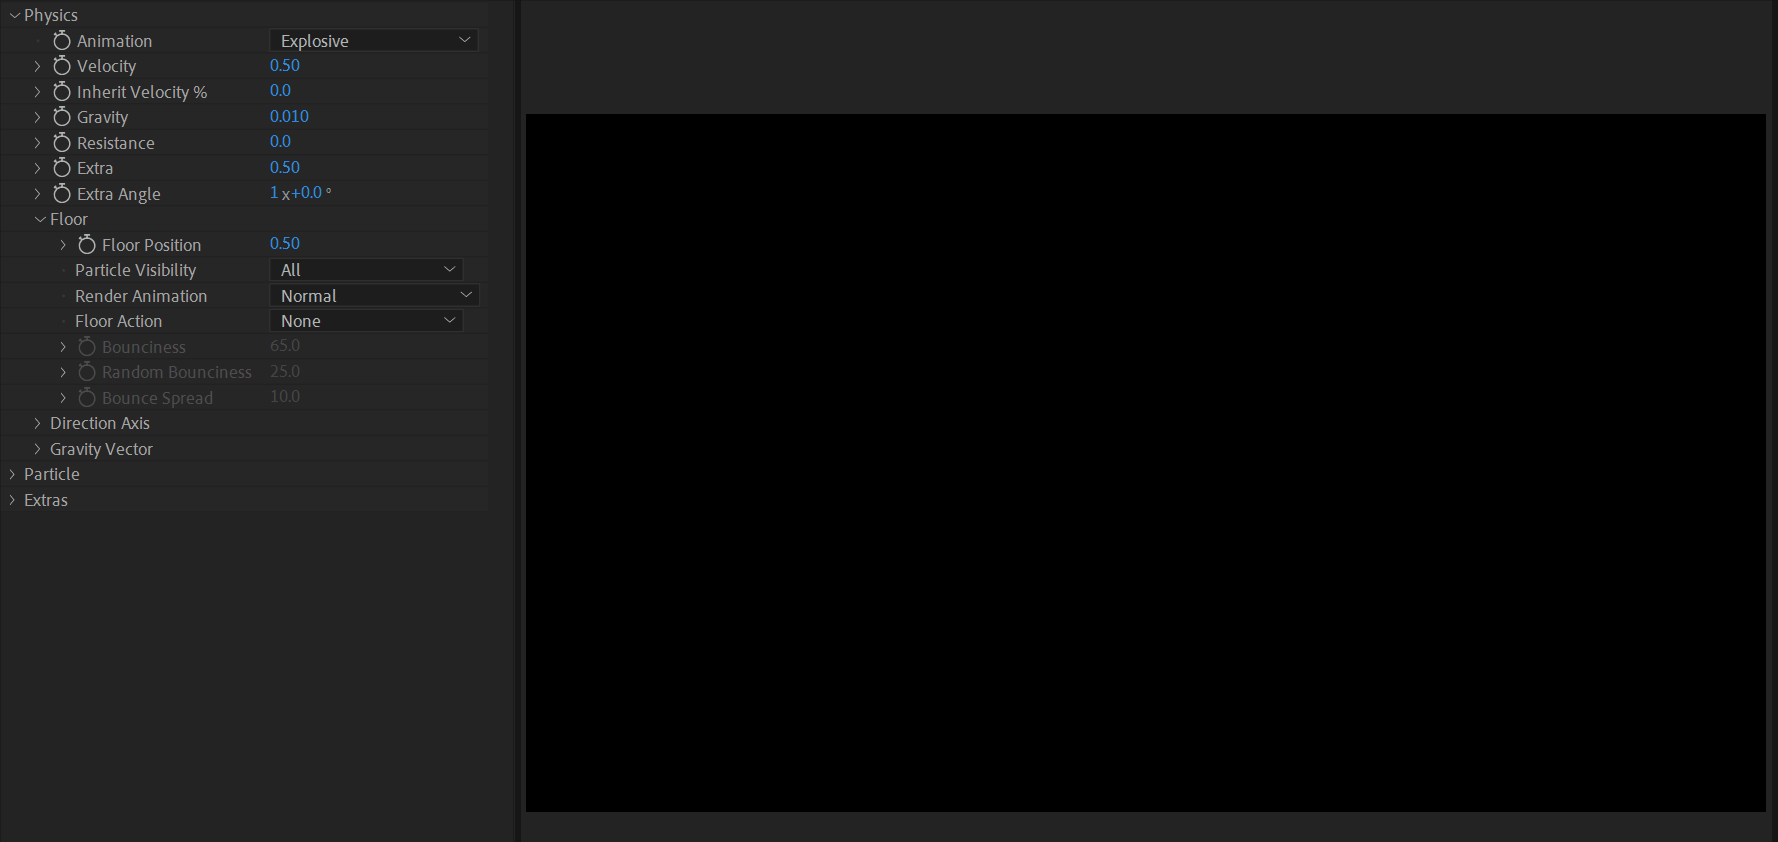 Physics
Animation Explosive
Velocity 0.50
Inherit Velocity % 0.0
Gravity 0.010
Resistance 0.0
Extra 0.50
Extra Angle 1 x+0.0 °
Floor
Floor Position 0.50
Particle Visibility All
Render Animation Normal
Floor Action None
Bounciness 65.0
Random Bounciness 25.0
Bounce Spread 10.0
Direction Axis
Gravity Vector
Particle
Extras